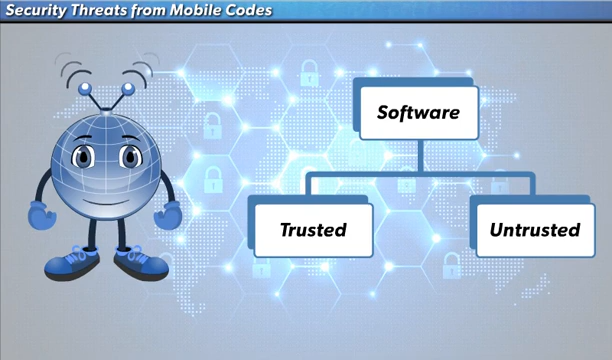 Security Threats from Mobile Codes
Software
Trusted
Untrusted